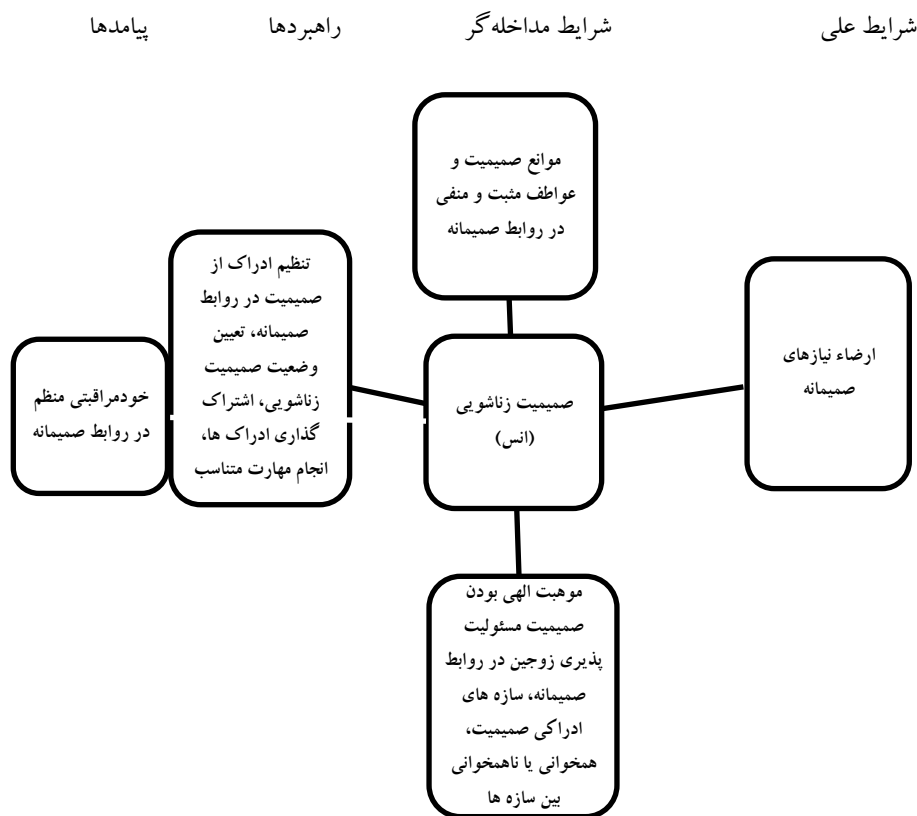 شرایط علی
شرایط مداخله‌گر
راهبردها
پیامدها
موانع صمیمیت و
عواطف مثبت و منفی
در روابط صمیمانه
ارضاء نیازهای
صمیمانه
صمیمیت زناشویی
(انس)
تنظیم ادراک از
صمیمیت در روابط
صمیمانه، تعیین
وضعیت صمیمیت
زناشویی، اشتراک
گذاری ادراک ها،
انجام مهارت متناسب
خودمراقبتی منظم
در روابط صمیمانه
موهبت الهی بودن
صمیمیت مسئولیت
پذیری زوجین در روابط
صمیمانه، سازه های
ادراکی صمیمیت،
همخوانی یا ناهمخوانی
بین سازه ها